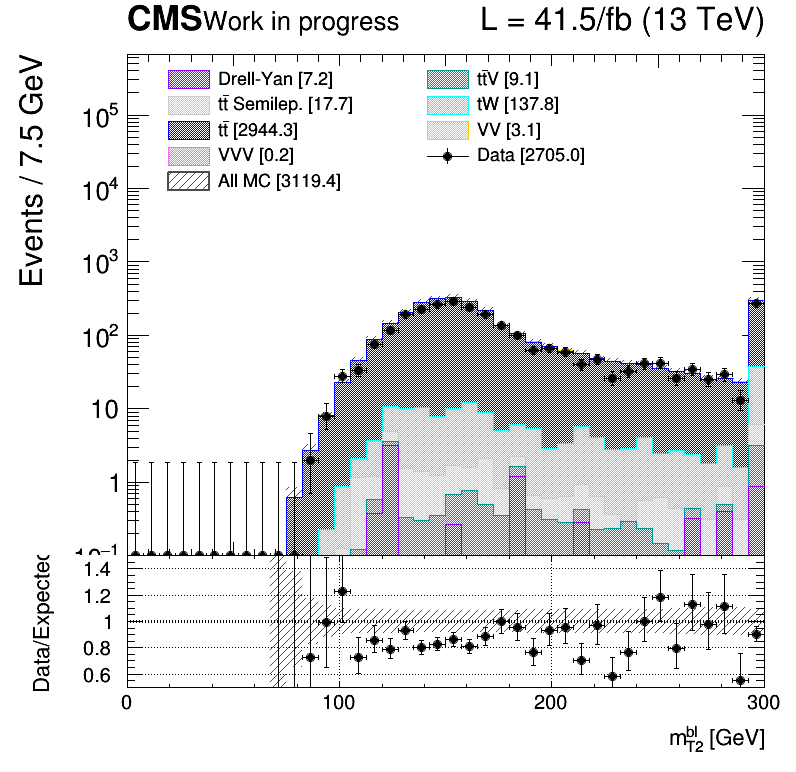 CMS Work in progress L = 41.5/fb (13 TeV)
Events / 7.5 GeV
Drell-Yan [7.2]
tt̄ Semilep. [17.7]
tt̄ [2944.3]
VVV [0.2]
All MC [3119.4]
tt̄V [9.1]
tW [137.8]
VV [3.1]
Data [2705.0]
10⁵
10⁴
10³
10²
10
1
10⁻¹
Data/Expected
1.4
1.2
1
0.8
0.6
0 100 200 300
m_{T2}^{bl} [GeV]